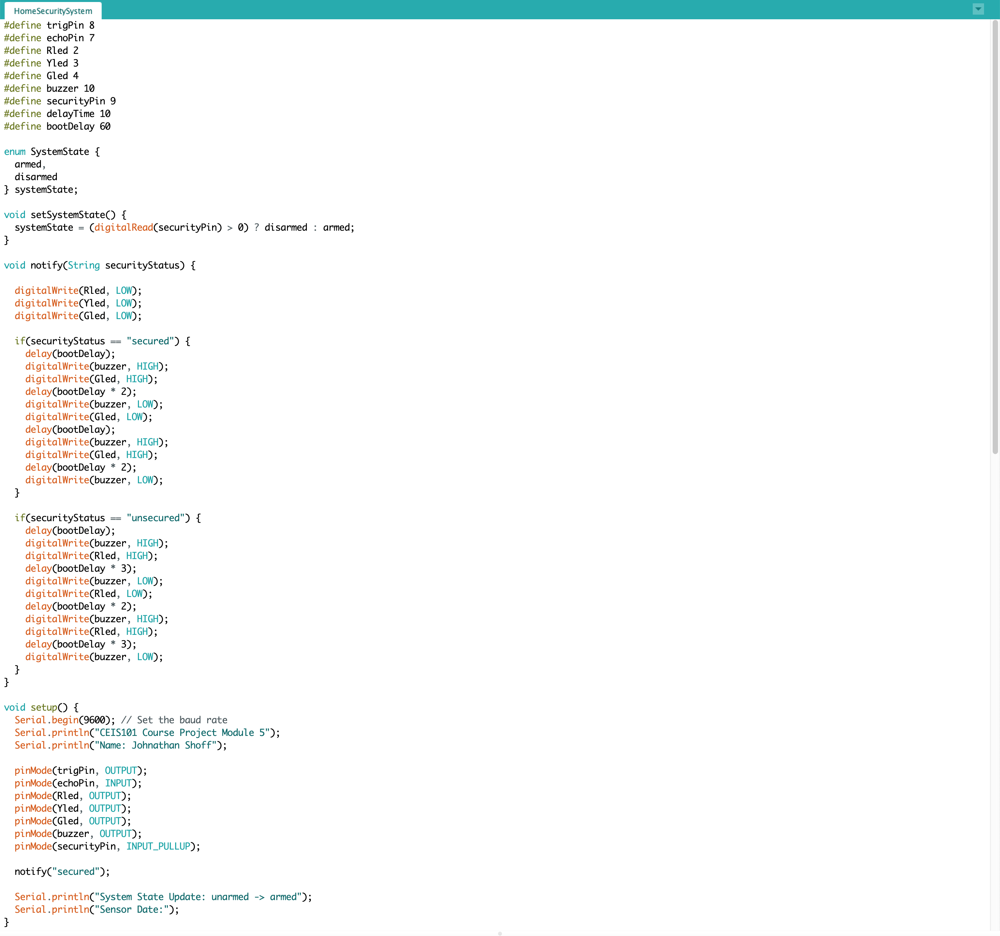 HomeSecuritySystem
#define trigPin 8
#define echoPin 7
#define Rled 2
#define Yled 3
#define Gled 4
#define buzzer 10
#define securityPin 9
#define delayTime 10
#define bootDelay 60

enum SystemState {
  armed,
  disarmed
} systemState;

void setSystemState() {
  systemState = (digitalRead(securityPin) > 0) ? disarmed : armed;
}

void notify(String securityStatus) {

  digitalWrite(Rled, LOW);
  digitalWrite(Yled, LOW);
  digitalWrite(Gled, LOW);

  if(securityStatus == "secured") {
    delay(bootDelay);
    digitalWrite(buzzer, HIGH);
    digitalWrite(Gled, HIGH);
    delay(bootDelay * 2);
    digitalWrite(buzzer, LOW);
    digitalWrite(Gled, LOW);
    delay(bootDelay);
    digitalWrite(buzzer, HIGH);
    digitalWrite(Gled, HIGH);
    delay(bootDelay * 2);
    digitalWrite(buzzer, LOW);
  }

  if(securityStatus == "unsecured") {
    delay(bootDelay);
    digitalWrite(buzzer, HIGH);
    digitalWrite(Rled, HIGH);
    delay(bootDelay * 3);
    digitalWrite(buzzer, LOW);
    digitalWrite(Rled, LOW);
    delay(bootDelay * 2);
    digitalWrite(buzzer, HIGH);
    digitalWrite(Rled, HIGH);
    delay(bootDelay * 3);
    digitalWrite(buzzer, LOW);
  }
}

void setup() {
  Serial.begin(9600); // Set the baud rate
  Serial.println("CEIS101 Course Project Module 5");
  Serial.println("Name: Johnathan Shoff");

  pinMode(trigPin, OUTPUT);
  pinMode(echoPin, INPUT);
  pinMode(Rled, OUTPUT);
  pinMode(Yled, OUTPUT);
  pinMode(Gled, OUTPUT);
  pinMode(buzzer, OUTPUT);
  pinMode(securityPin, INPUT_PULLUP);

  notify("secured");

  Serial.println("System State Update: unarmed -> armed");
  Serial.println("Sensor Date:");
}